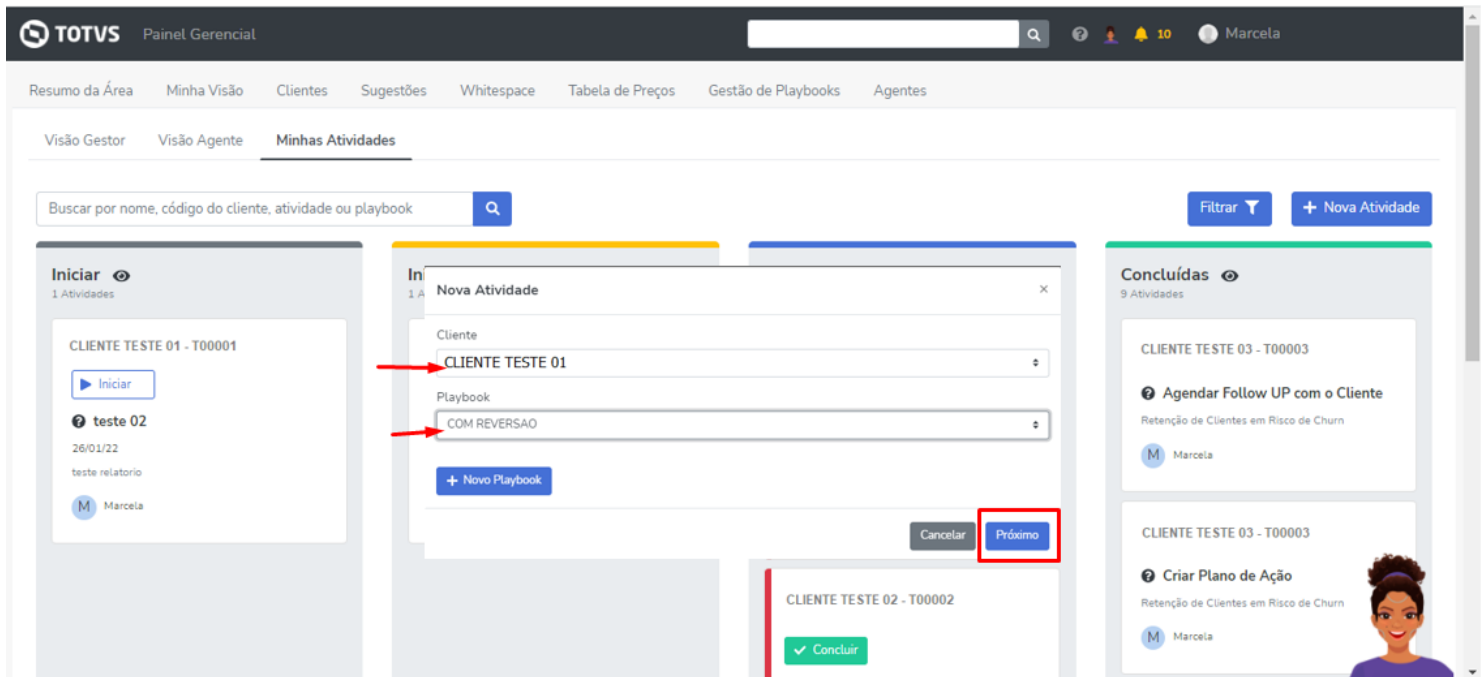 TOTVS Painel Gerencial 10 Marcela
Resumo da Área Minha Visão Clientes Sugestões Whitespace Tabela de Preços Gestão de Playbooks Agentes
Visão Gestor Visão Agente Minhas Atividades
Buscar por nome, código do cliente, atividade ou playbook Filtrar + Nova Atividade
Iniciar
1 Atividades
CLIENTE TESTE 01 - T00001
Iniciar
teste 02
26/01/22
teste relatorio
M Marcela
In
1 A
Nova Atividade ×
Cliente
CLIENTE TESTE 01
Playbook
COM REVERSAO
+ Novo Playbook
Cancelar Próximo
CLIENTE TESTE 02 - T00002
Concluir
Concluídas
9 Atividades
CLIENTE TESTE 03 - T00003
Agendar Follow UP com o Cliente
Retenção de Clientes em Risco de Churn
M Marcela
CLIENTE TESTE 03 - T00003
Criar Plano de Ação
Retenção de Clientes em Risco de Churn
M Marcela